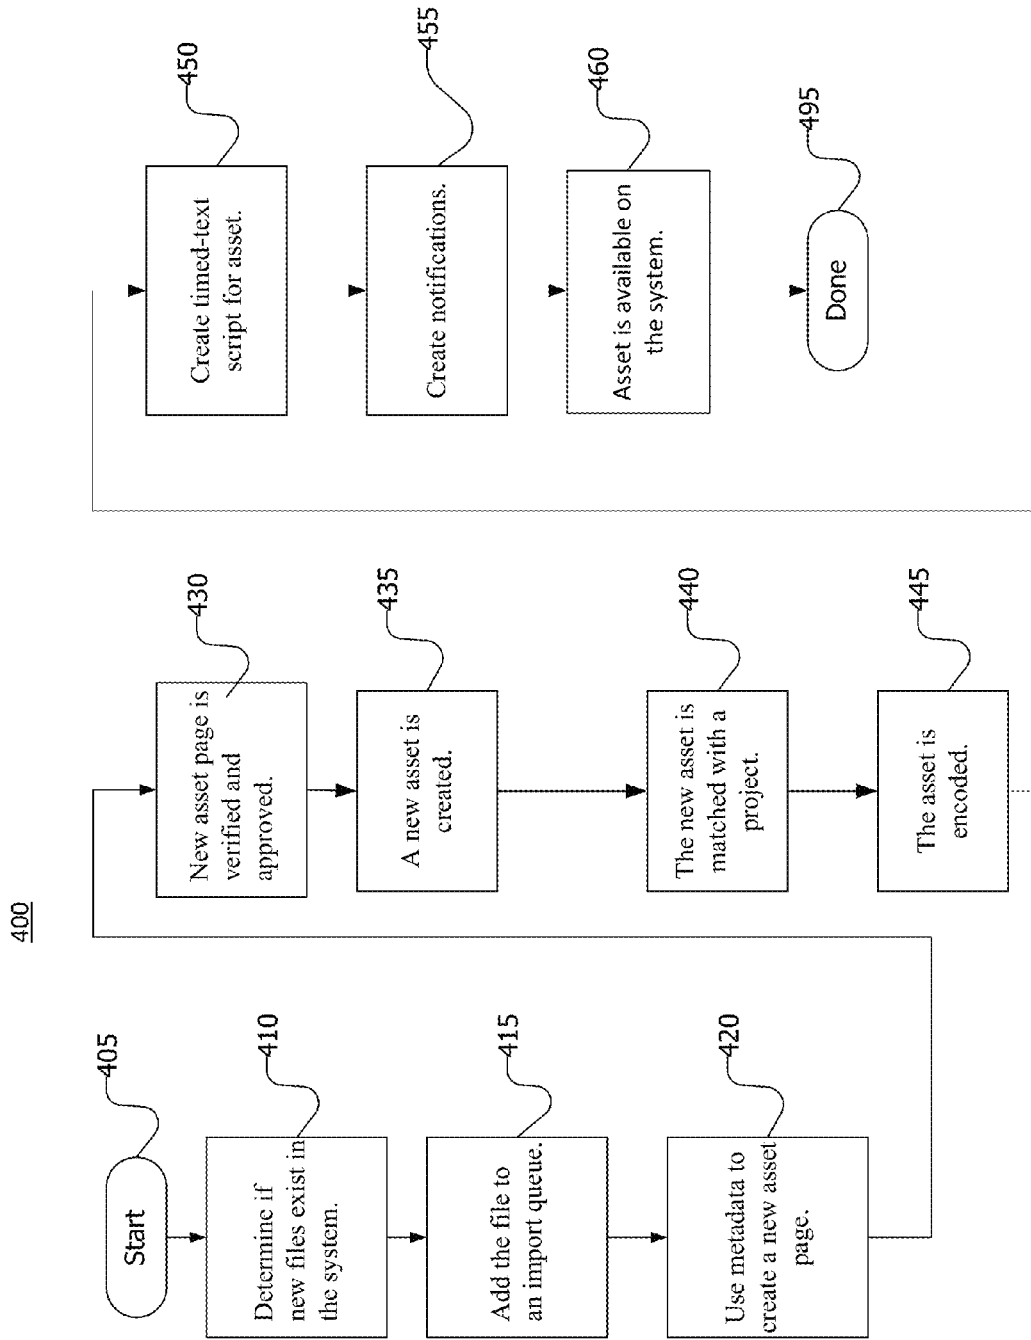 400
405
Start
410
Determine if
new files exist in
the system.
415
Add the file to
an import queue.
420
Use metadata to
create a new asset
page.
430
New asset page is
verified and
approved.
435
A new asset is
created.
440
The new asset is
matched with a
project.
445
The asset is
encoded.
450
Create timed-text
script for asset.
455
Create notifications.
460
Asset is available on
the system.
495
Done